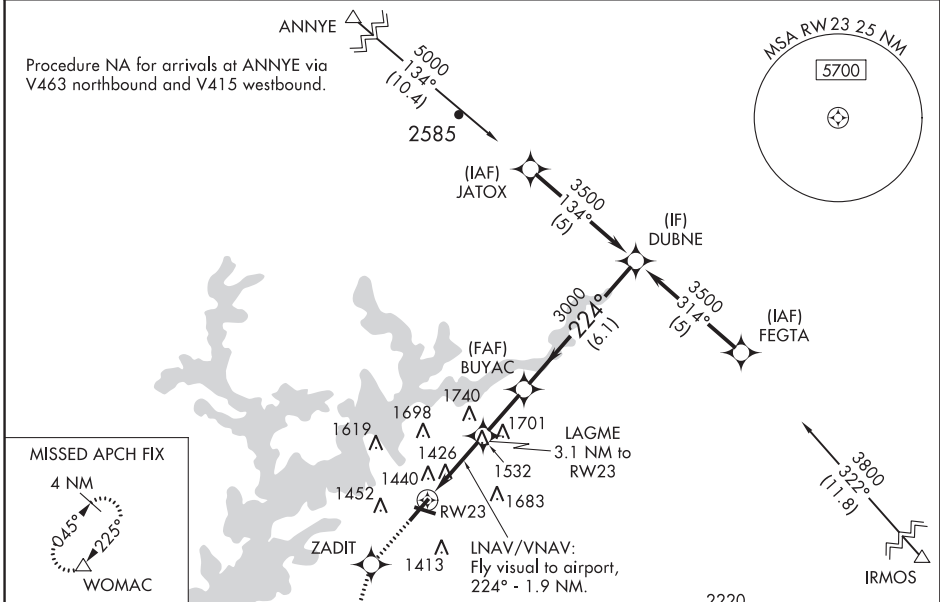 ANNYE
Procedure NA for arrivals at ANNYE via
V463 northbound and V415 westbound.
5000
134°
(10.4)
2585
MSA RW23 25 NM
5700
(IAF)
JATOX
3500
134°
(5)
(IF)
DUBNE
3500
314°
(5)
(IAF)
FEGTA
3000
224°
(6.1)
(FAF)
BUYAC
1740
1698
1619
1701
LAGME
3.1 NM to
RW23
1426
1532
1440
1452
1683
RW23
3800
322°
(11.8)
MISSED APCH FIX
4 NM
045°
225°
WOMAC
ZADIT
1413
LNAV/VNAV:
Fly visual to airport,
224° - 1.9 NM.
IRMOS
2220